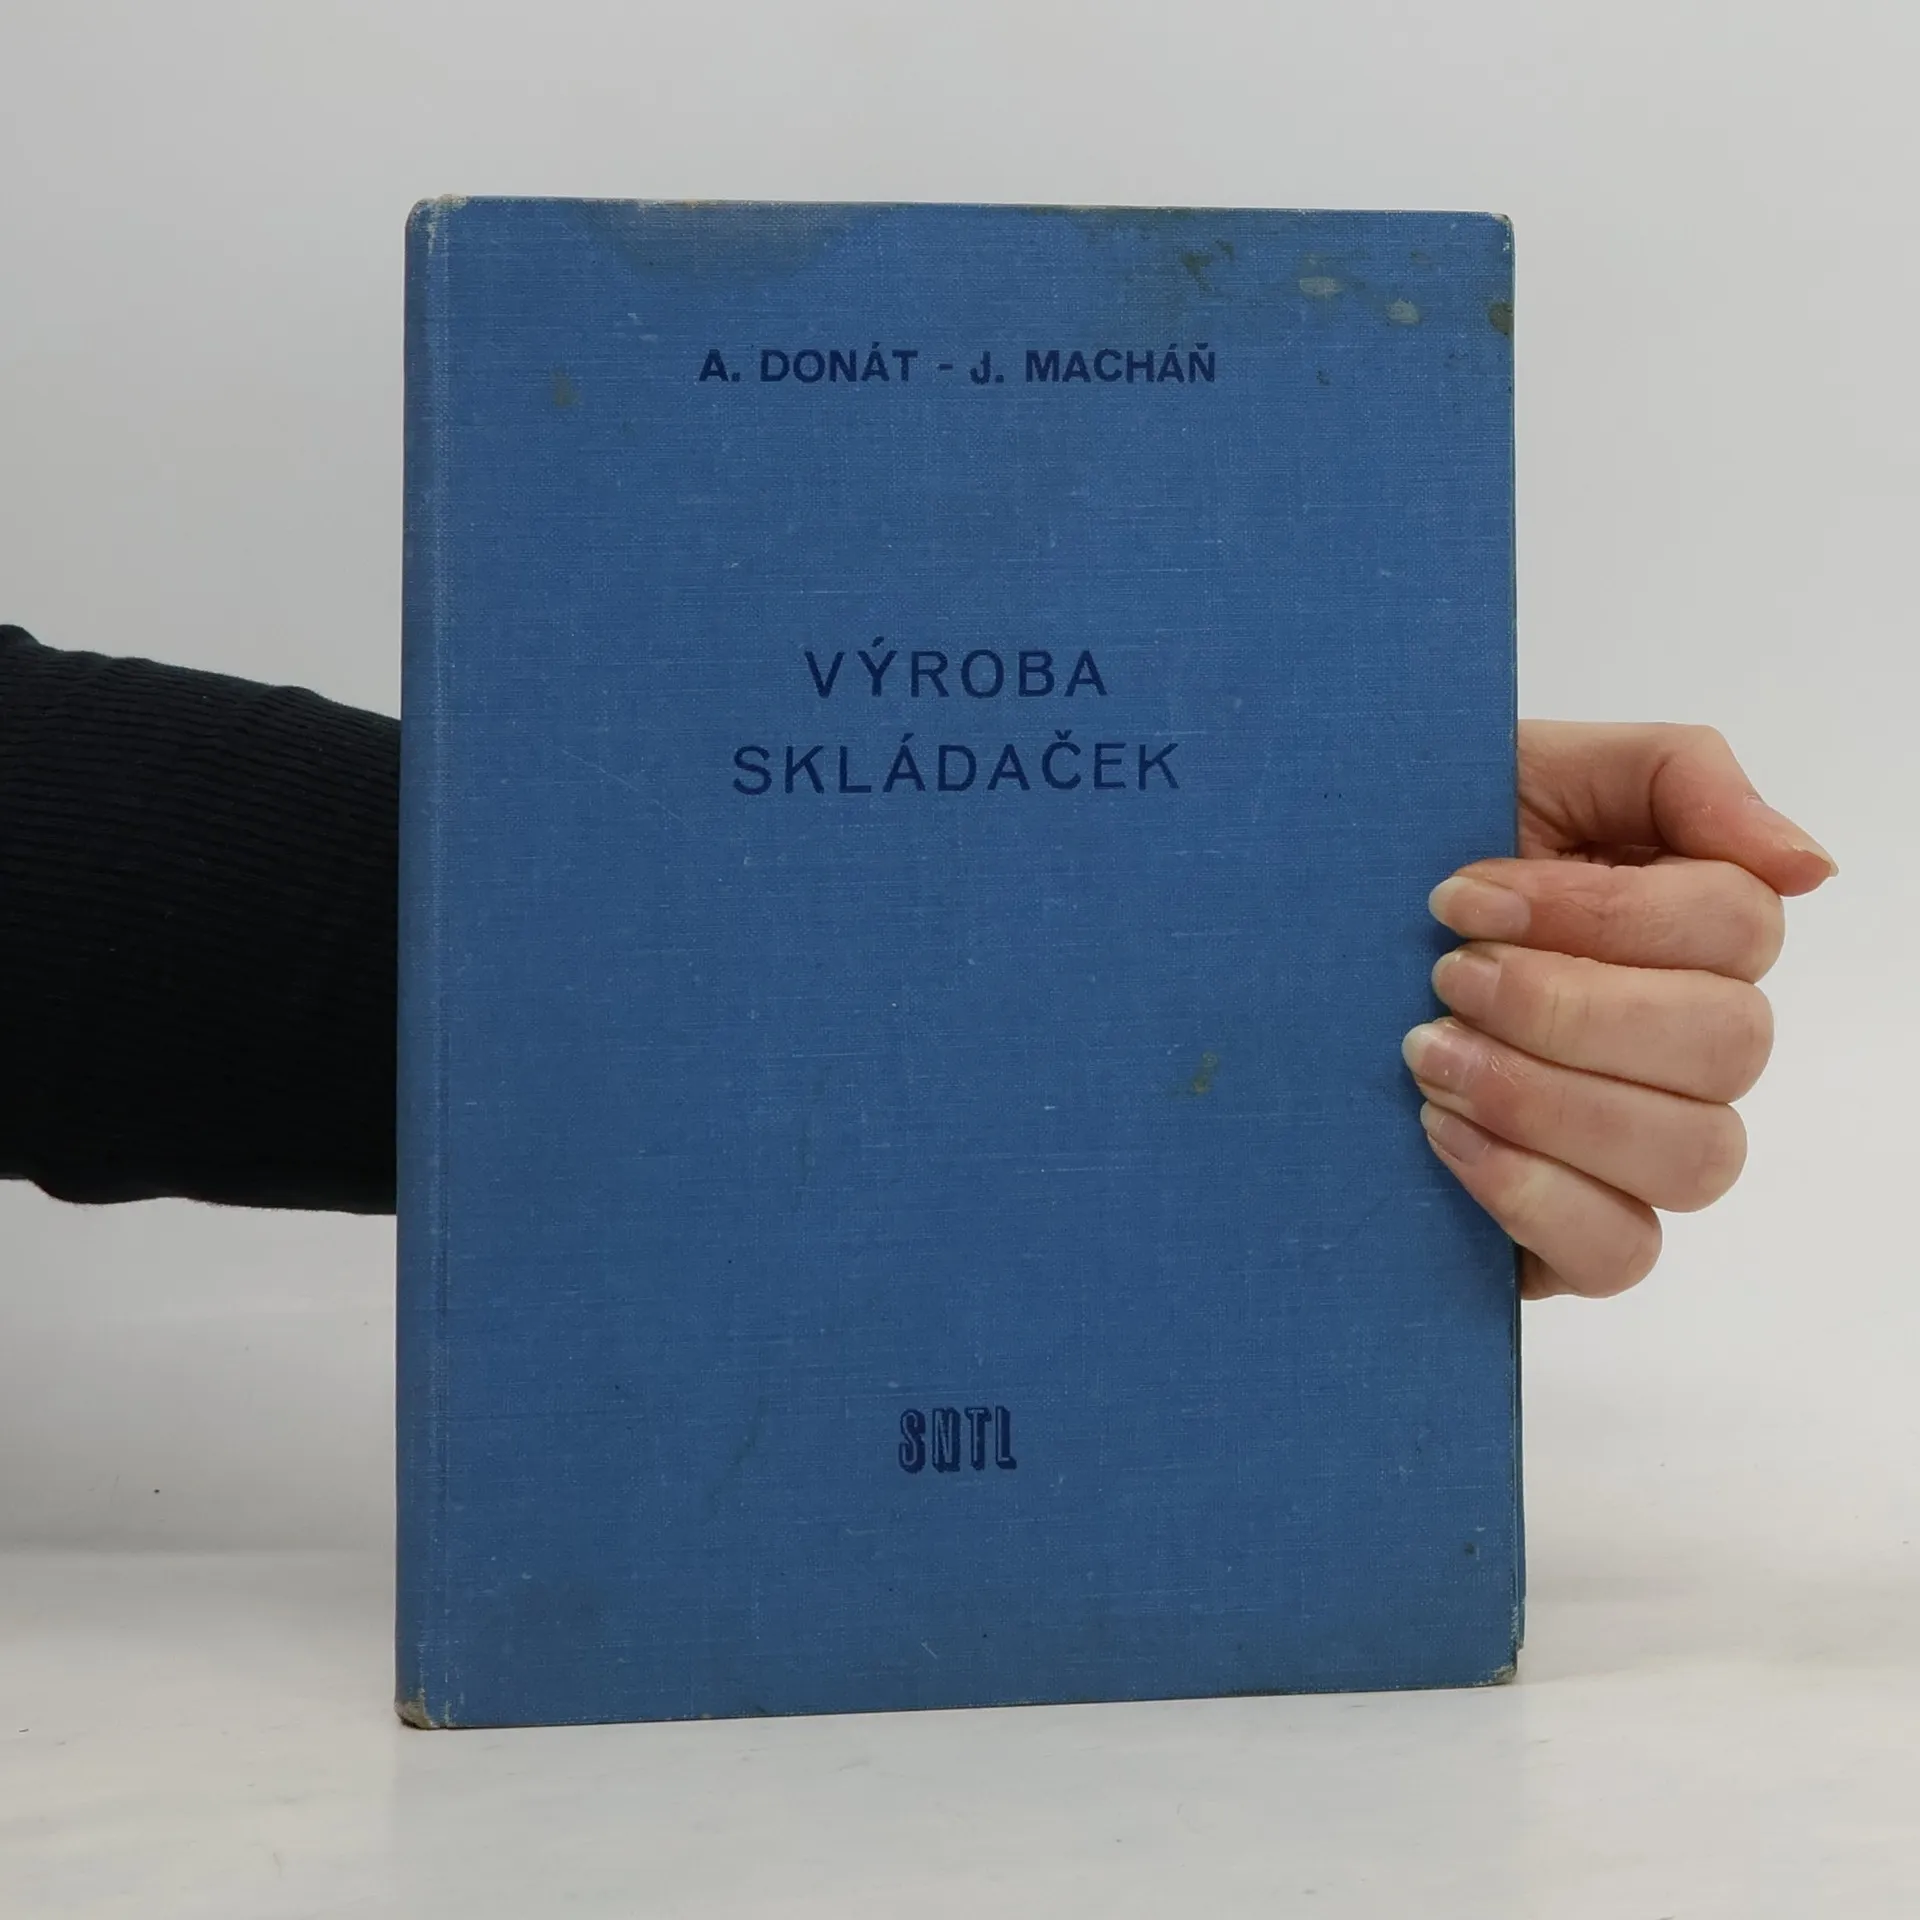 A. DONÁT - J. MACHÁŇ
VÝROBA
SKLÁDAČEK
SNTL